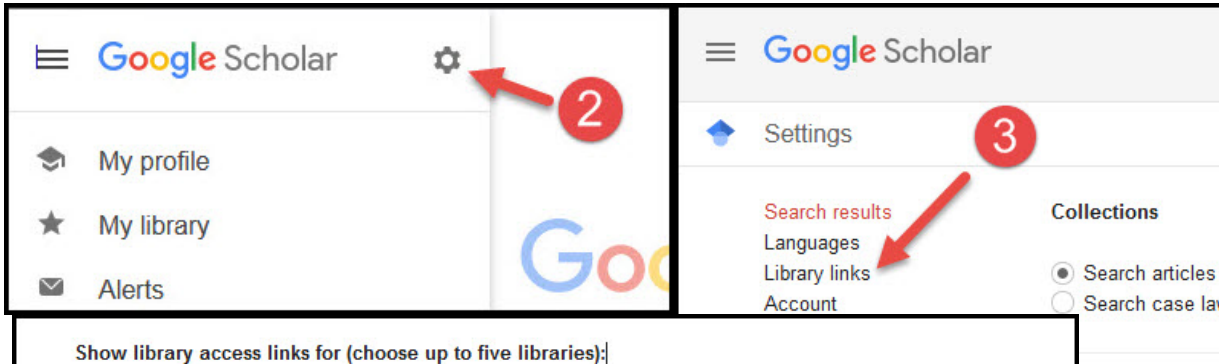 Google Scholar
2
My profile
My library
Alerts
Goo
Google Scholar
Settings
3
Search results
Languages
Library links
Account
Collections
Search articles
Search case law
Show library access links for (choose up to five libraries):